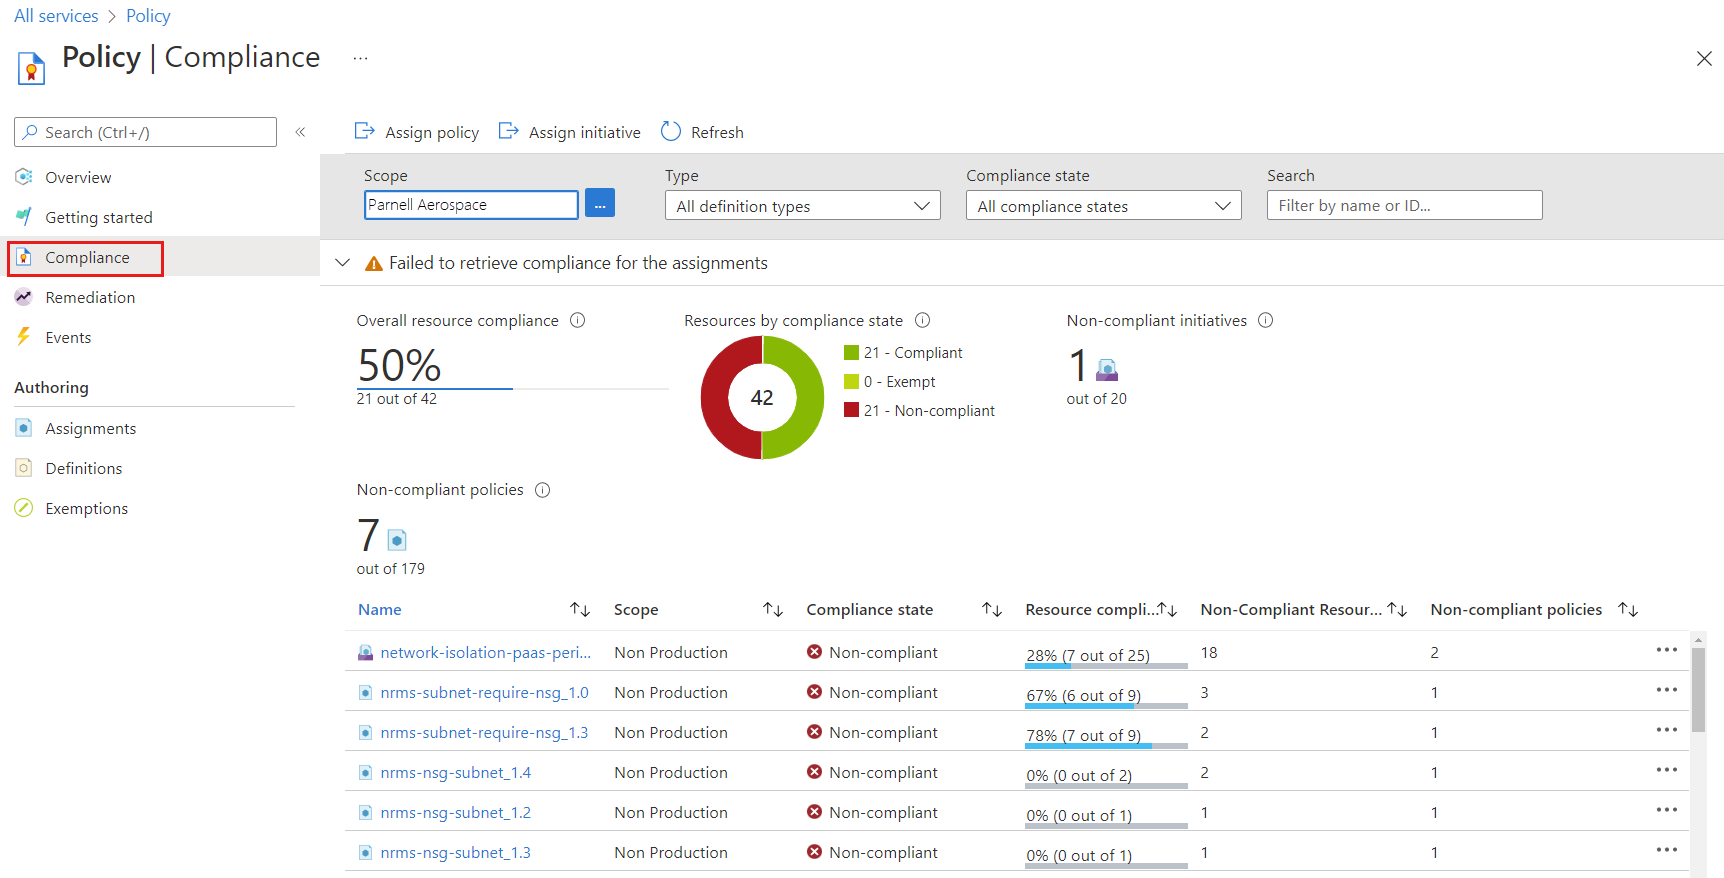 All services > Policy
Policy | Compliance ...
Search (Ctrl+/)
Overview
Getting started
Compliance
Remediation
Events
Authoring
Assignments
Definitions
Exemptions
Assign policy Assign initiative Refresh
Scope Type Compliance state Search
Parnell Aerospace ... All definition types All compliance states Filter by name or ID...
Failed to retrieve compliance for the assignments
Overall resource compliance
50%
21 out of 42
Resources by compliance state
42
21 - Compliant
0 - Exempt
21 - Non-compliant
Non-compliant initiatives
1
out of 20
Non-compliant policies
7
out of 179
Name Scope Compliance state Resource compli... Non-Compliant Resour... Non-compliant policies
network-isolation-paas-peri... Non Production Non-compliant 28% (7 out of 25) 18 2
nrms-subnet-require-nsg_1.0 Non Production Non-compliant 67% (6 out of 9) 3 1
nrms-subnet-require-nsg_1.3 Non Production Non-compliant 78% (7 out of 9) 2 1
nrms-nsg-subnet_1.4 Non Production Non-compliant 0% (0 out of 2) 2 1
nrms-nsg-subnet_1.2 Non Production Non-compliant 0% (0 out of 1) 1 1
nrms-nsg-subnet_1.3 Non Production Non-compliant 0% (0 out of 1) 1 1